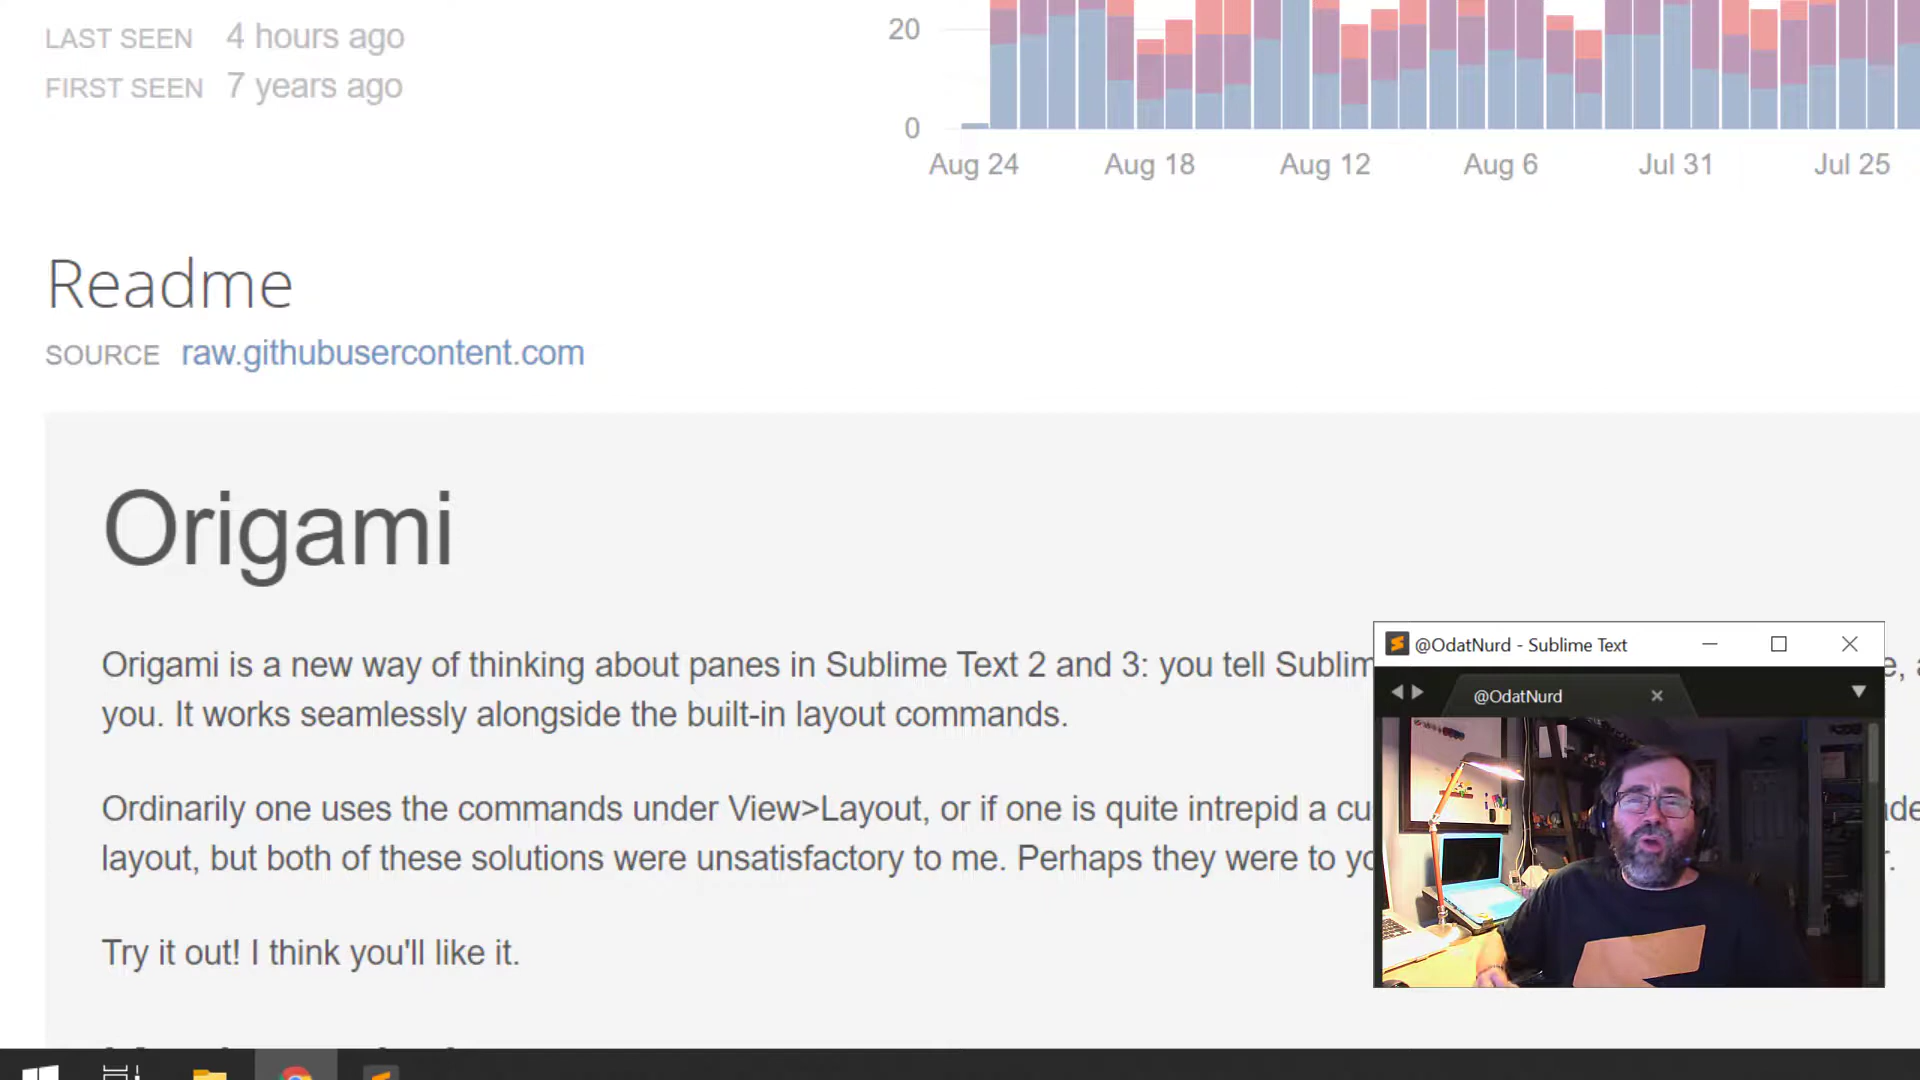 LAST SEEN 4 hours ago
FIRST SEEN 7 years ago
20
0
Aug 24 Aug 18 Aug 12 Aug 6 Jul 31 Jul 25
Readme
SOURCE raw.githubusercontent.com
Origami
Origami is a new way of thinking about panes in Sublime Text 2 and 3: you tell
you. It works seamlessly alongside the built-in layout commands.
Ordinarily one uses the commands under View>Layout, or if one is quite intrepid a
layout, but both of these solutions were unsatisfactory to me. Perhaps they were to
Try it out! I think you'll like it.
@OdatNurd - Sublime Text
@OdatNurd